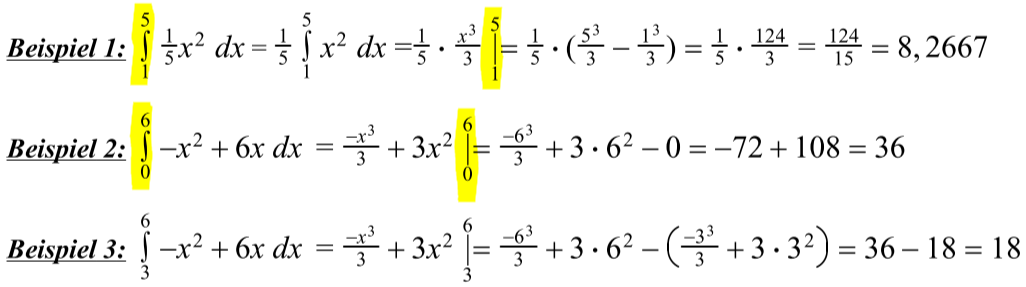 Beispiel 1: ∫₁⁵ 1/5 x² dx = 1/5 ∫₁⁵ x² dx = 1/5 · x³/3 |₁⁵ = 1/5 · (5³/3 − 1³/3) = 1/5 · 124/3 = 124/15 = 8,2667
Beispiel 2: ∫₀⁶ −x² + 6x dx = −x³/3 + 3x² |₀⁶ = −6³/3 + 3 · 6² − 0 = −72 + 108 = 36
Beispiel 3: ∫₃⁶ −x² + 6x dx = −x³/3 + 3x² |₃⁶ = −6³/3 + 3 · 6² − (−3³/3 + 3 · 3²) = 36 − 18 = 18